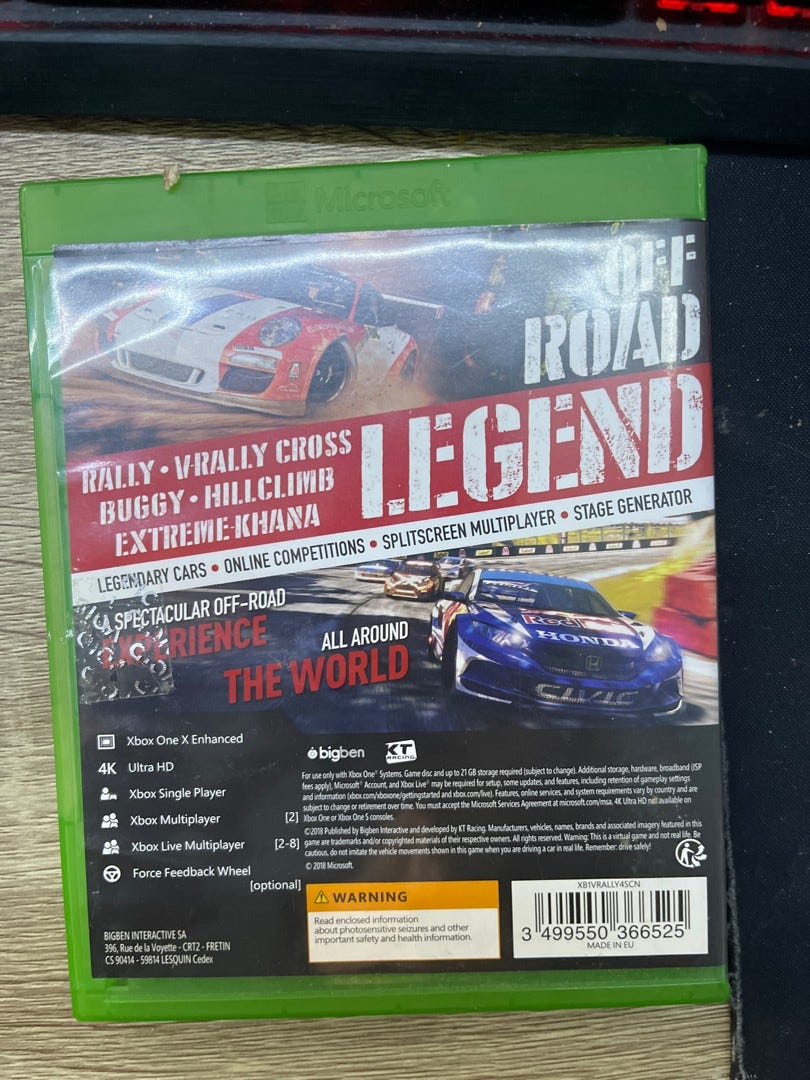 Microsoft
OFF
ROAD
LEGEND
RALLY • V-RALLY CROSS
BUGGY • HILLCLIMB
EXTREME-KHANA
LEGENDARY CARS • ONLINE COMPETITIONS • SPLITSCREEN MULTIPLAYER • STAGE GENERATOR
A SPECTACULAR OFF-ROAD
EXPERIENCE
ALL AROUND
THE WORLD
Red
HONDA
CIVIC
Xbox One X Enhanced
4K Ultra HD
Xbox Single Player
Xbox Multiplayer [2]
Xbox Live Multiplayer [2-8]
Force Feedback Wheel
[optional]
bigben
KT
RACING
For use only with Xbox One® Systems. Game disc and up to 21 GB storage required (subject to change). Additional storage, hardware, broadband (ISP
fees apply), Microsoft® Account, and Xbox Live® may be required for setup, some updates, and features, including retention of gameplay settings
and information (xbox.com/xboxone/gettingstarted and xbox.com/live). Features, online services, and system requirements vary by country and are
subject to change or retirement over time. You must accept the Microsoft Services Agreement at microsoft.com/msa. 4K Ultra HD not available on
Xbox One or Xbox One S consoles.
©2018 Published by Bigben Interactive and developed by KT Racing. Manufacturers, vehicles, names, brands and associated imagery featured in this
game are trademarks and/or copyrighted materials of their respective owners. All rights reserved. Warning: This is a virtual game and not real life. Be
cautious, do not imitate the vehicle movements shown in this game when you are driving a car in real life. Remember: drive safely!
© 2018 Microsoft.
WARNING
Read enclosed information
about photosensitive seizures and other
important safety and health information.
XB1VRALLY4SCN
3 499550 366525
MADE IN EU
BIGBEN INTERACTIVE SA
396, Rue de la Voyette - CRT2 - FRETIN
CS 90414 - 59814 LESQUIN Cedex